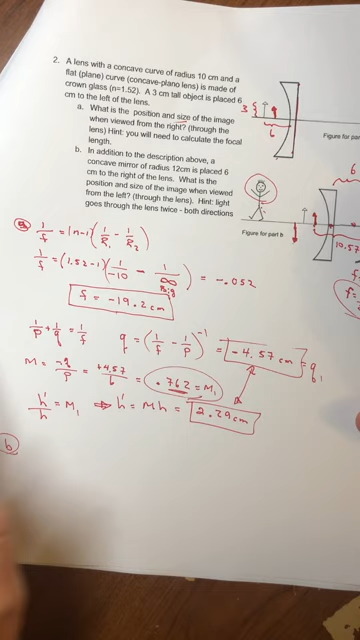 2. A lens with a concave curve of radius 10 cm and a
flat (plane) curve (concave-plano lens) is made of
crown glass (n=1.52). A 3 cm tall object is placed 6
cm to the left of the lens.
a. What is the position and size of the image
when viewed from the right? (through the
lens) Hint: you will need to calculate the focal
length.
b. In addition to the description above, a
concave mirror of radius 12cm is placed 6
cm to the right of the lens. What is the
position and size of the image when viewed
from the left? (through the lens). Hint: light
goes through the lens twice - both directions
3
6
Figure for par
6
10.57
Figure for part b
a
1/f = (n-1)(1/R1 - 1/R2)
1/f = (1.52-1)(1/-10 - 1/∞) = -.052
Big
f = -19.2 cm
1/p + 1/q = 1/f
q = (1/f - 1/p)^-1 = -4.57 cm = q1
M = -q/p = +4.57/6 = .762 = M1
h'/h = M1 ⇒ h' = Mh = 2.29 cm
b